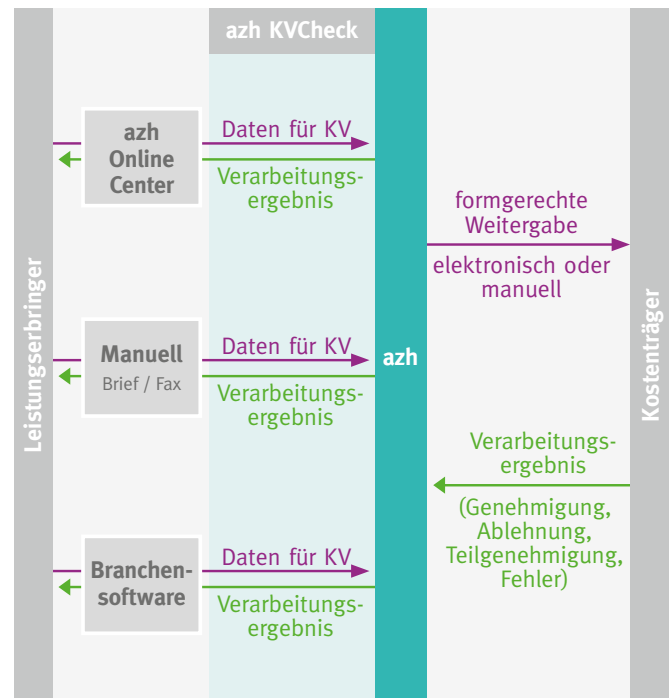 azh KVCheck
Leistungserbringer
azh
Online
Center
Daten für KV
Verarbeitungs-
ergebnis
Manuell
Brief / Fax
Daten für KV
Verarbeitungs-
ergebnis
Branchen-
software
Daten für KV
Verarbeitungs-
ergebnis
azh
formgerechte
Weitergabe
elektronisch oder
manuell
Verarbeitungs-
ergebnis
(Genehmigung,
Ablehnung,
Teilgenehmigung,
Fehler)
Kostenträger